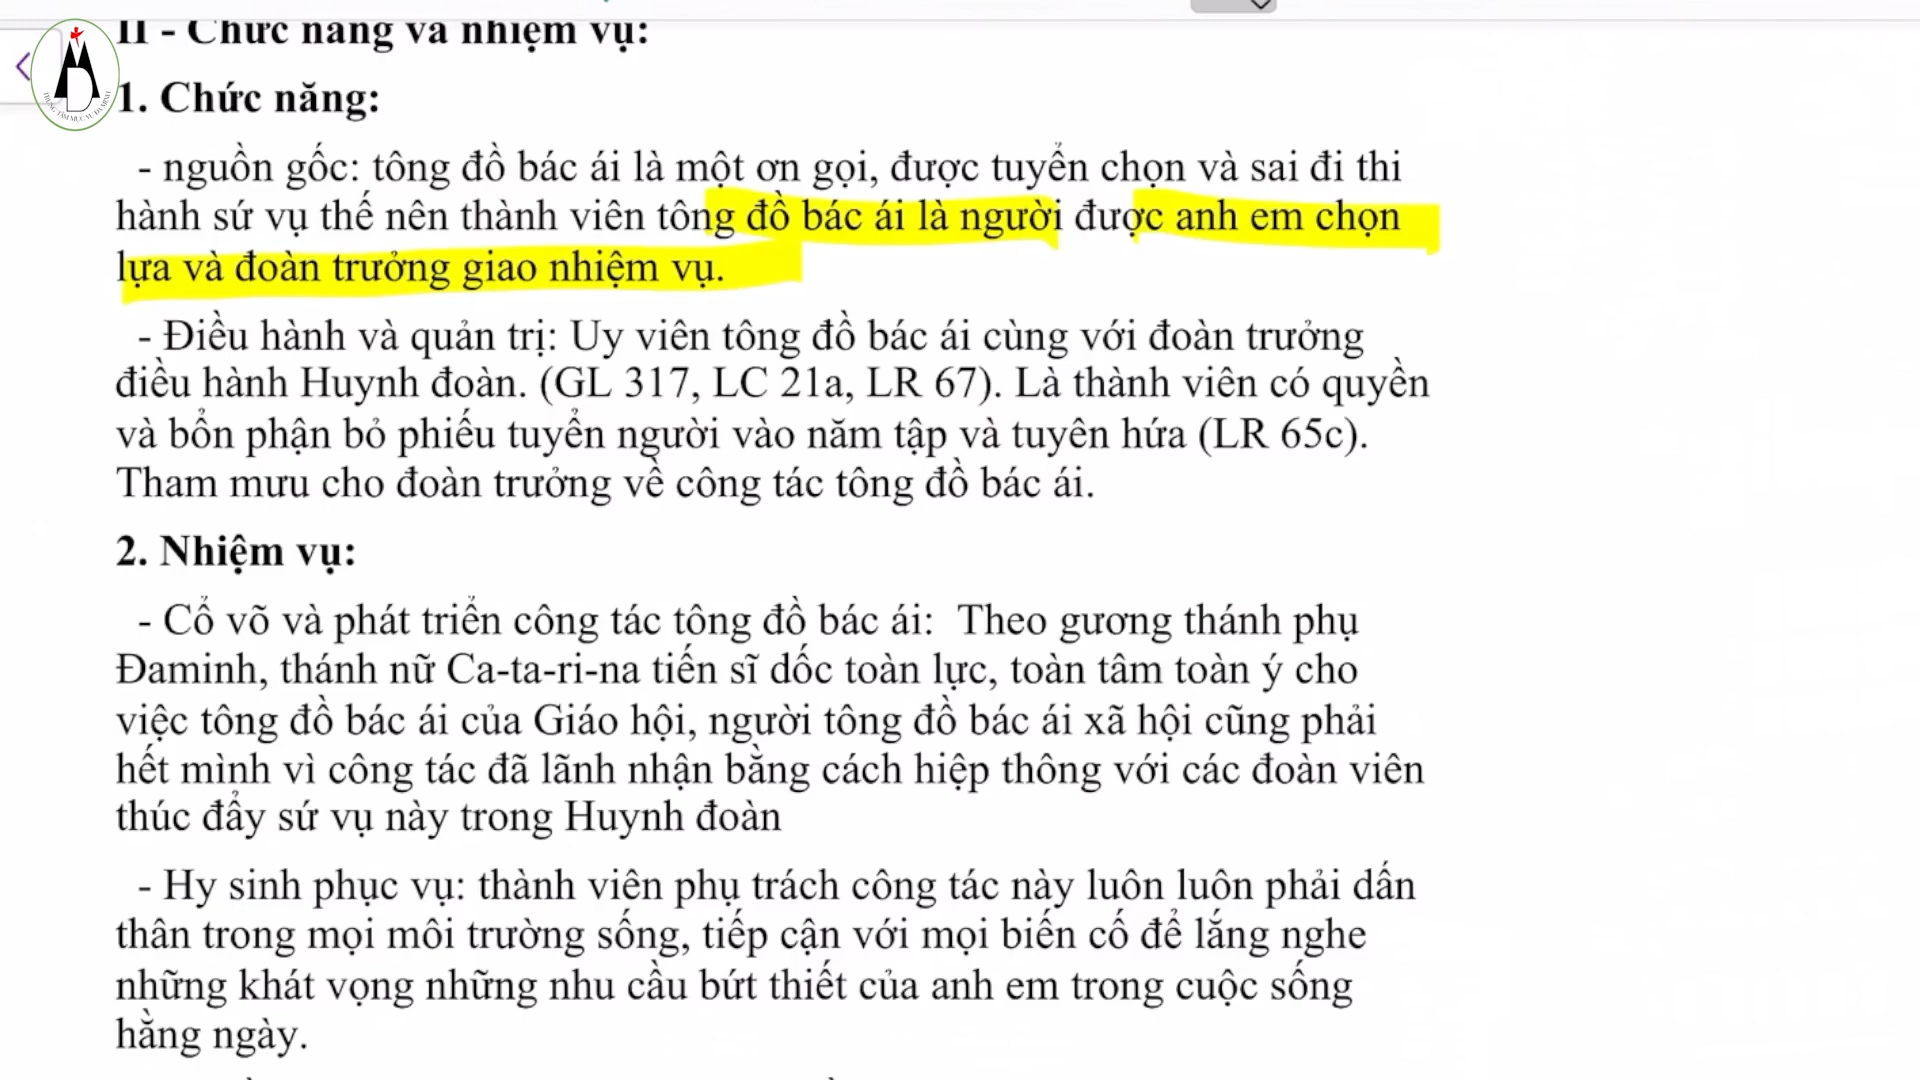 II - Chức năng và nhiệm vụ:
1. Chức năng:
- nguồn gốc: tông đồ bác ái là một ơn gọi, được tuyển chọn và sai đi thi
hành sứ vụ thế nên thành viên tông đồ bác ái là người được anh em chọn
lựa và đoàn trưởng giao nhiệm vụ.
- Điều hành và quản trị: Uy viên tông đồ bác ái cùng với đoàn trưởng
điều hành Huynh đoàn. (GL 317, LC 21a, LR 67). Là thành viên có quyền
và bổn phận bỏ phiếu tuyển người vào năm tập và tuyên hứa (LR 65c).
Tham mưu cho đoàn trưởng về công tác tông đồ bác ái.
2. Nhiệm vụ:
- Cổ võ và phát triển công tác tông đồ bác ái: Theo gương thánh phụ
Đaminh, thánh nữ Ca-ta-ri-na tiến sĩ dốc toàn lực, toàn tâm toàn ý cho
việc tông đồ bác ái của Giáo hội, người tông đồ bác ái xã hội cũng phải
hết mình vì công tác đã lãnh nhận bằng cách hiệp thông với các đoàn viên
thúc đẩy sứ vụ này trong Huynh đoàn
- Hy sinh phục vụ: thành viên phụ trách công tác này luôn luôn phải dấn
thân trong mọi môi trường sống, tiếp cận với mọi biến cố để lắng nghe
những khát vọng những nhu cầu bứt thiết của anh em trong cuộc sống
hằng ngày.